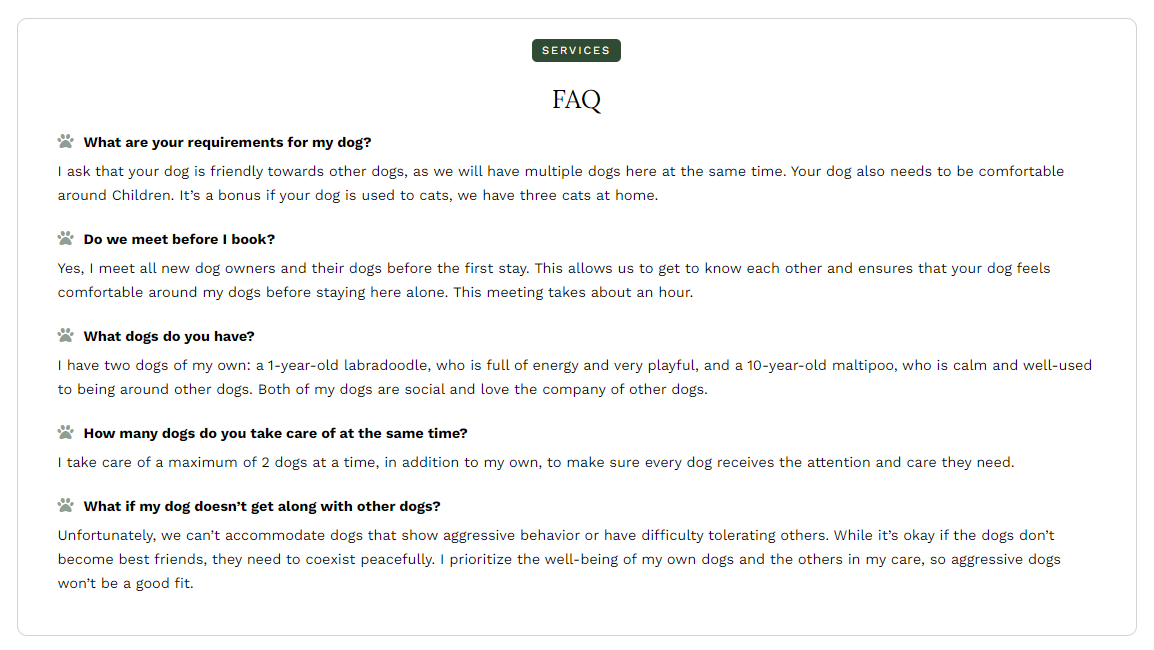 SERVICES
FAQ
What are your requirements for my dog?
I ask that your dog is friendly towards other dogs, as we will have multiple dogs here at the same time. Your dog also needs to be comfortable
around Children. It’s a bonus if your dog is used to cats, we have three cats at home.
Do we meet before I book?
Yes, I meet all new dog owners and their dogs before the first stay. This allows us to get to know each other and ensures that your dog feels
comfortable around my dogs before staying here alone. This meeting takes about an hour.
What dogs do you have?
I have two dogs of my own: a 1-year-old labradoodle, who is full of energy and very playful, and a 10-year-old maltipoo, who is calm and well-used
to being around other dogs. Both of my dogs are social and love the company of other dogs.
How many dogs do you take care of at the same time?
I take care of a maximum of 2 dogs at a time, in addition to my own, to make sure every dog receives the attention and care they need.
What if my dog doesn’t get along with other dogs?
Unfortunately, we can’t accommodate dogs that show aggressive behavior or have difficulty tolerating others. While it’s okay if the dogs don’t
become best friends, they need to coexist peacefully. I prioritize the well-being of my own dogs and the others in my care, so aggressive dogs
won’t be a good fit.